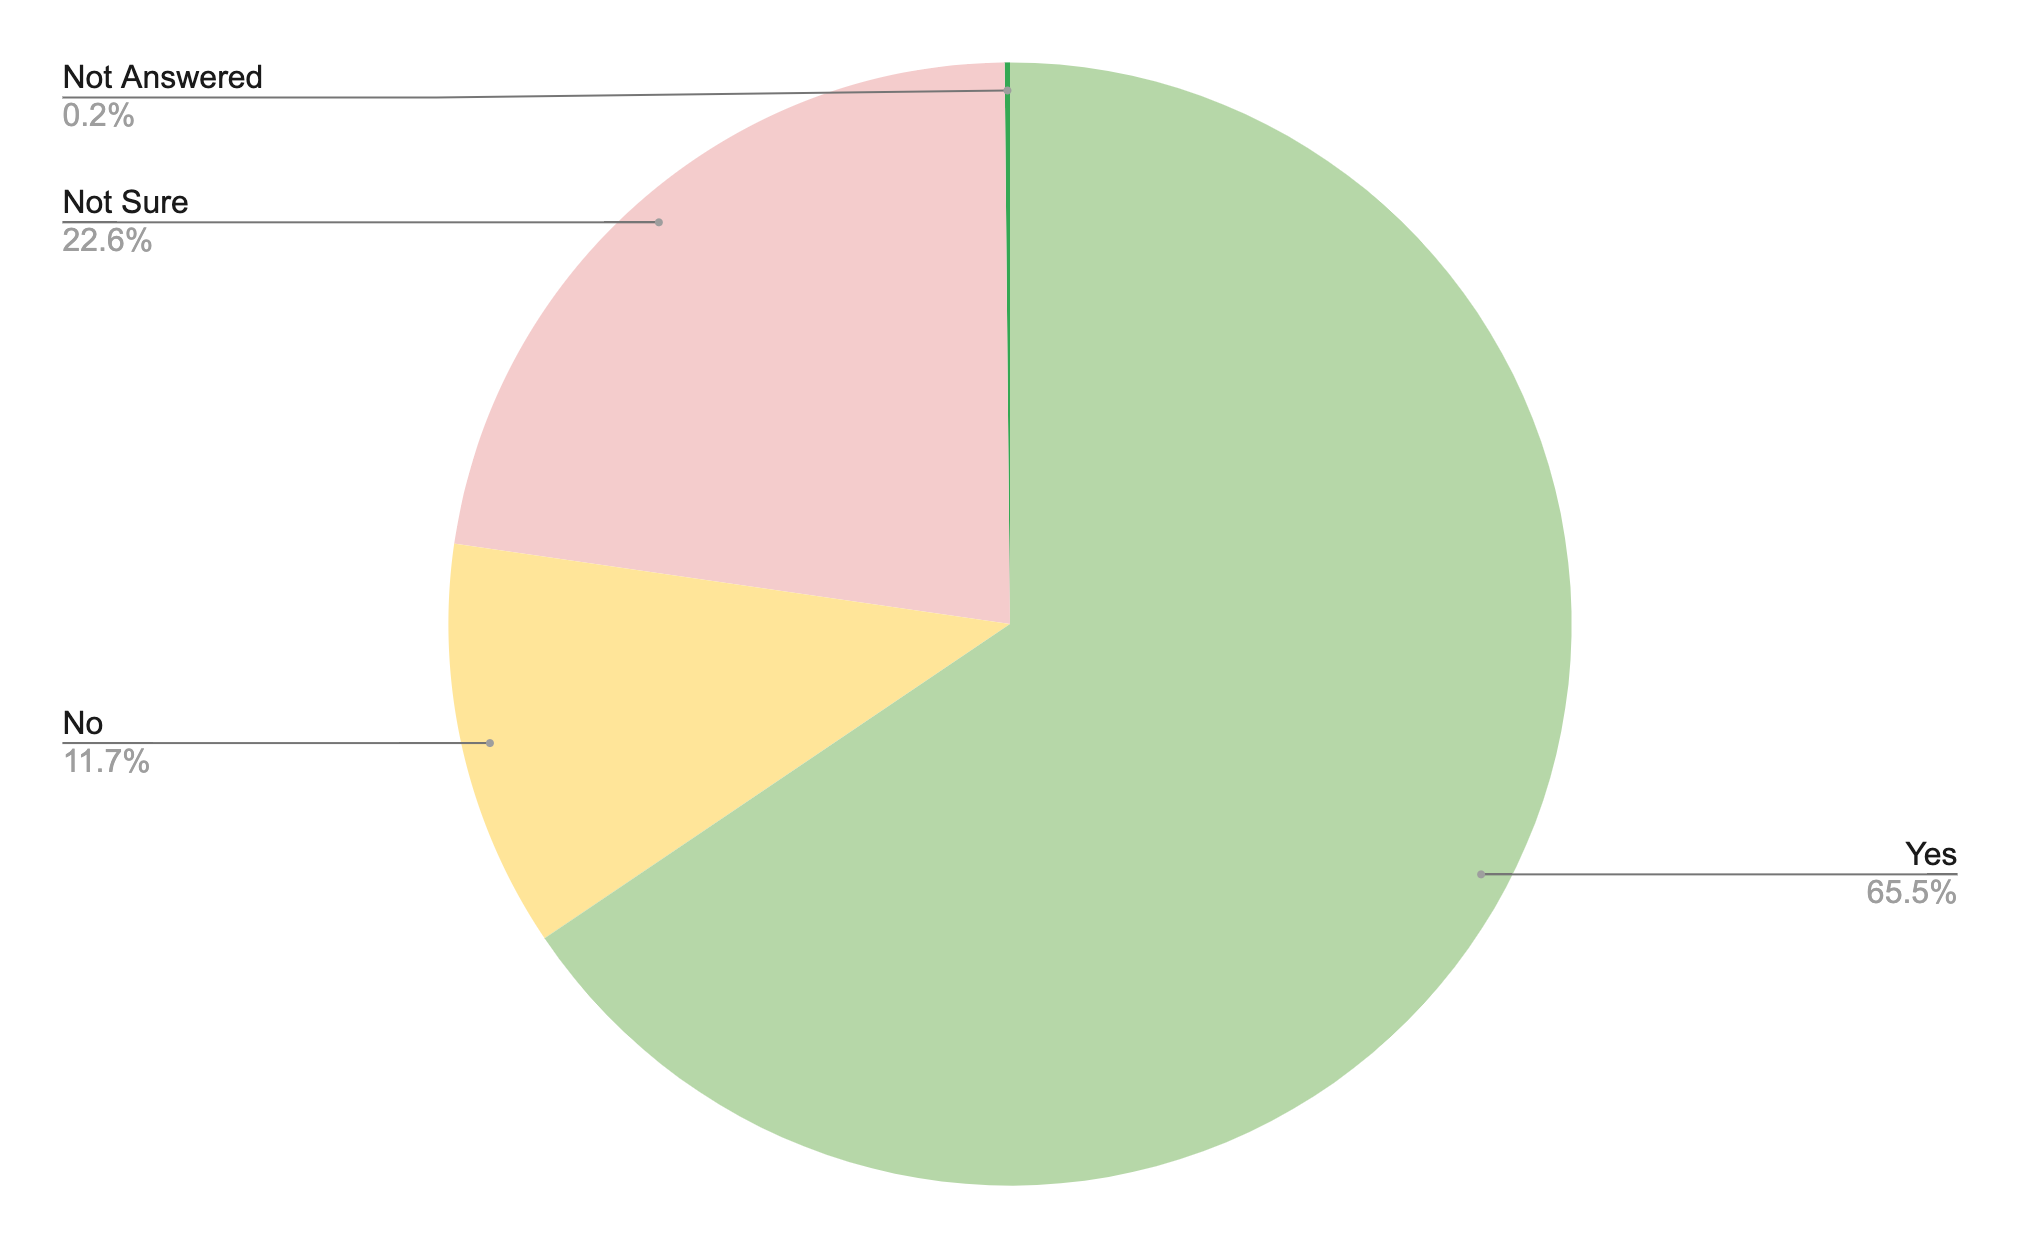 Not Answered
0.2%
Not Sure
22.6%
No
11.7%
Yes
65.5%